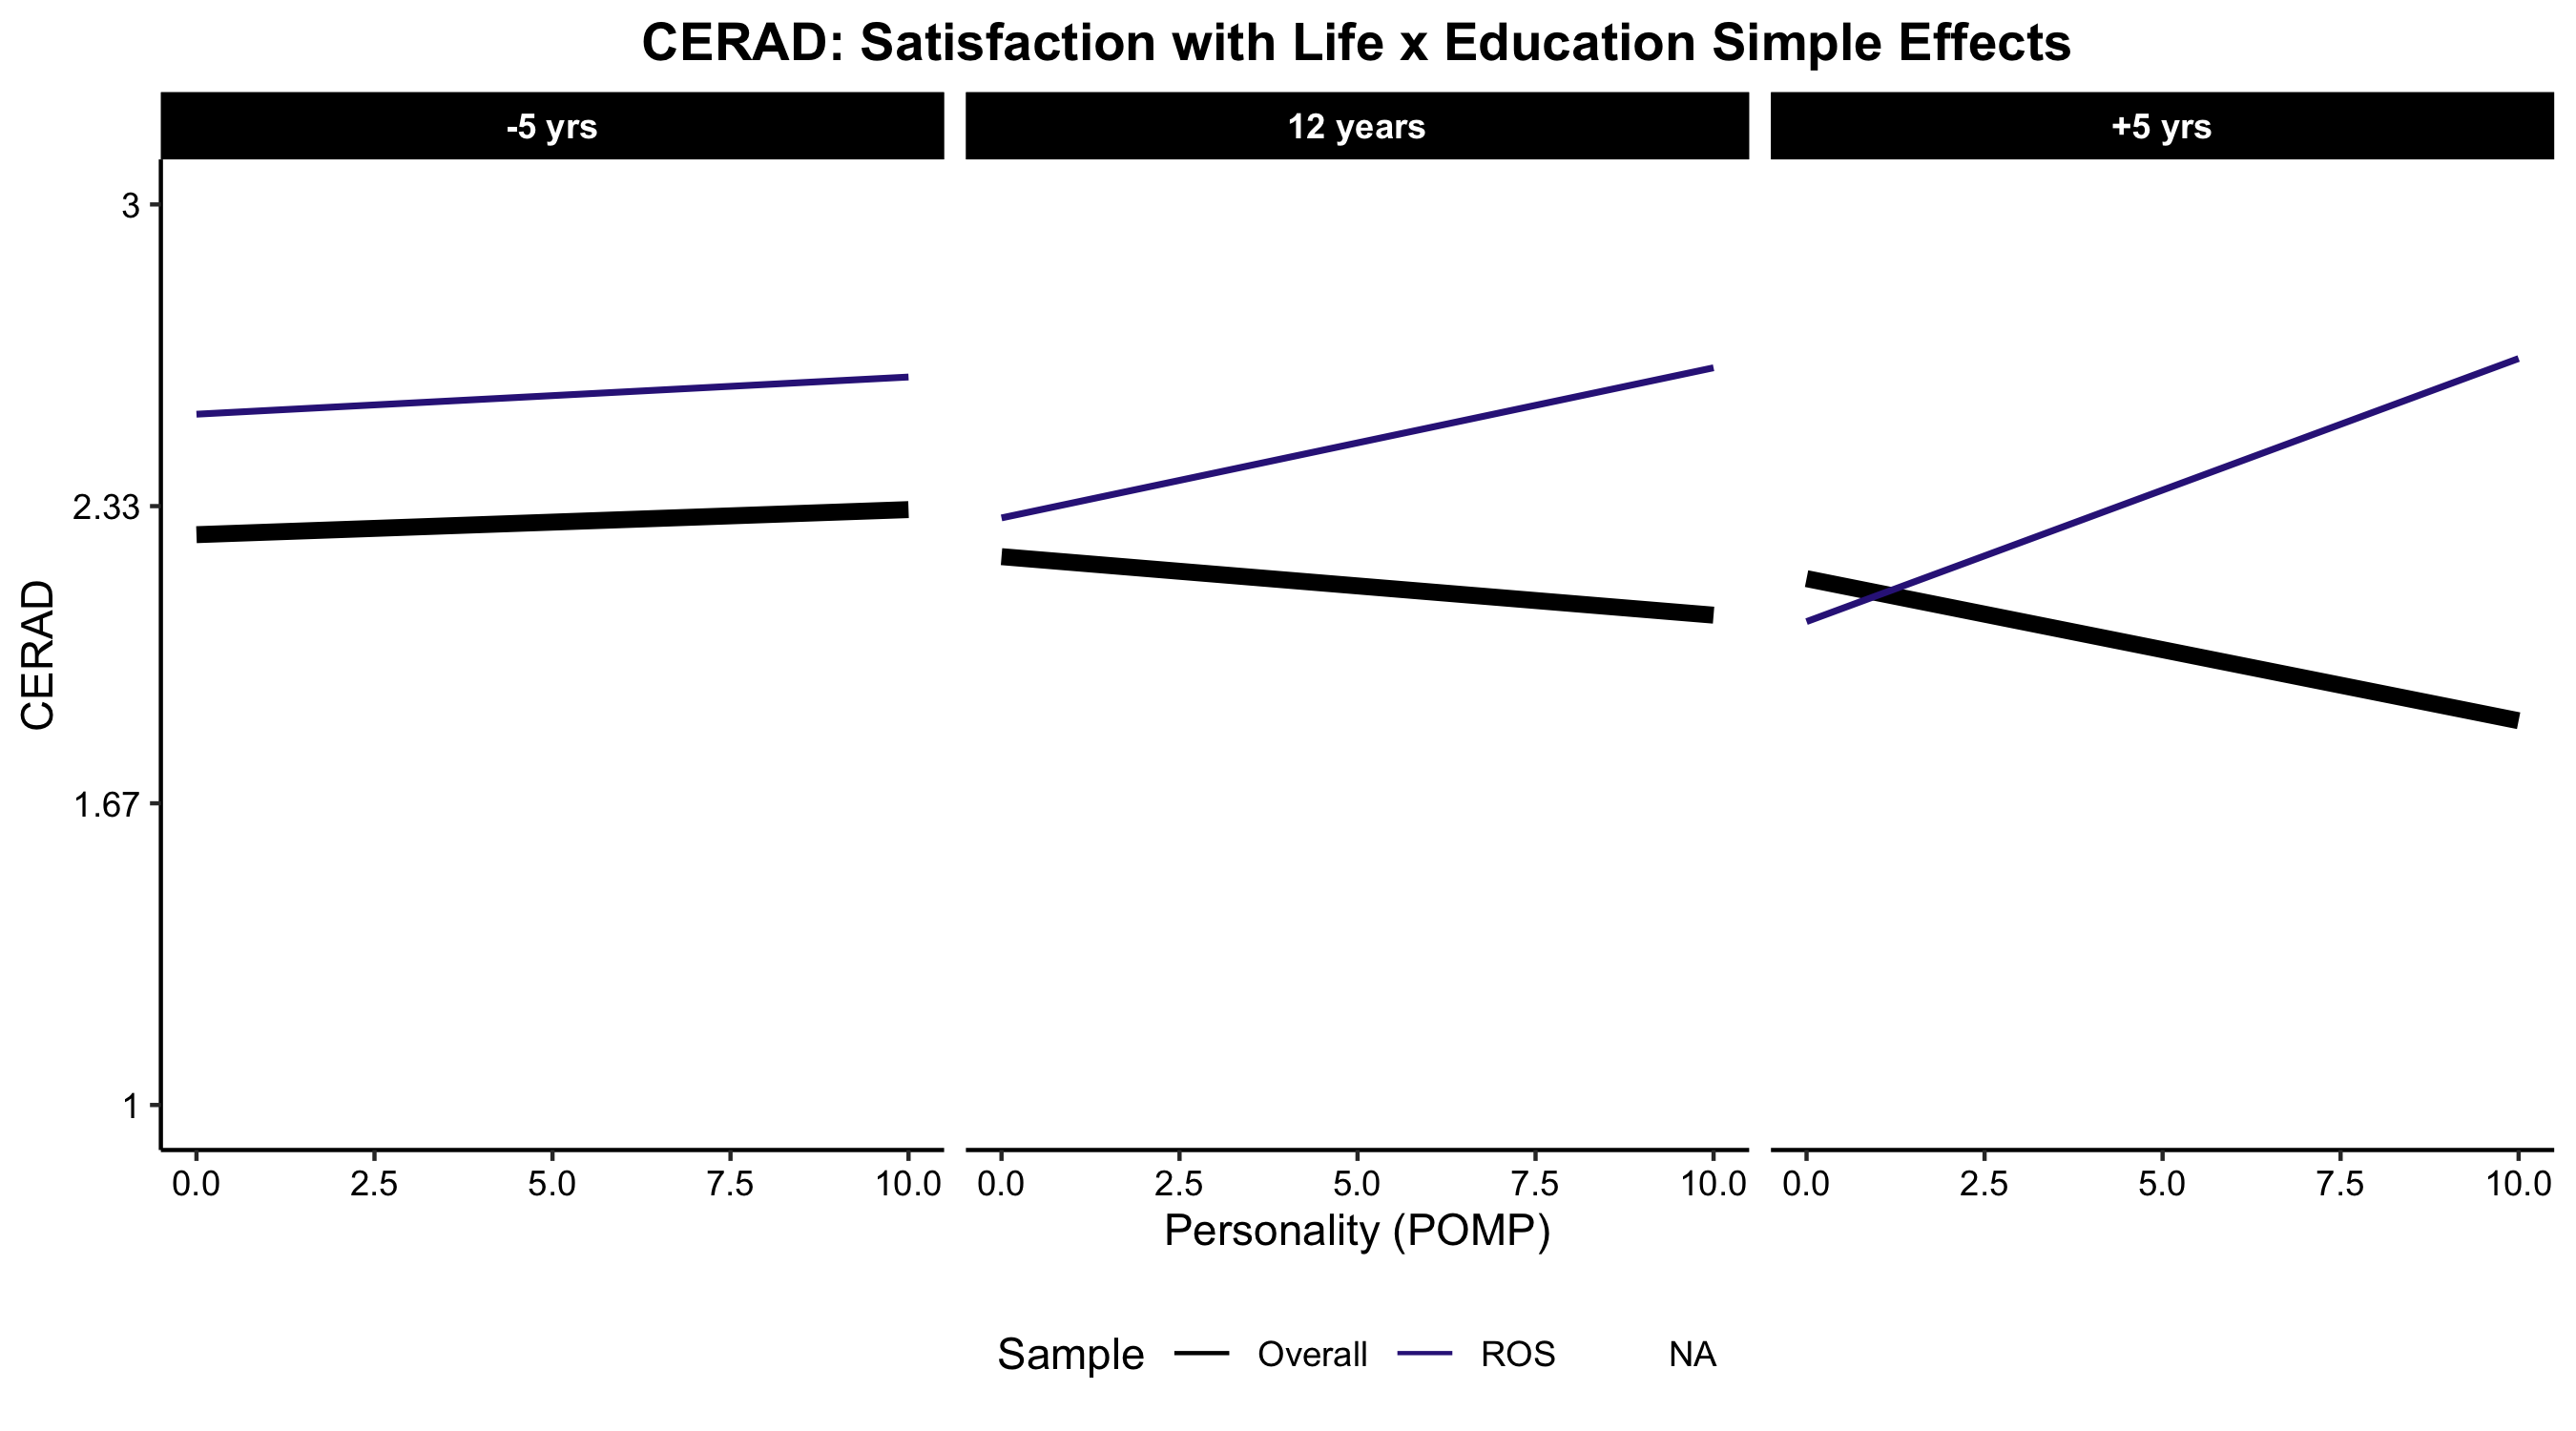 CERAD: Satisfaction with Life x Education Simple Effects
-5 yrs
12 years
+5 yrs
3
2.33
1.67
1
CERAD
0.0 2.5 5.0 7.5 10.0
0.0 2.5 5.0 7.5 10.0
0.0 2.5 5.0 7.5 10.0
Personality (POMP)
Sample Overall ROS NA